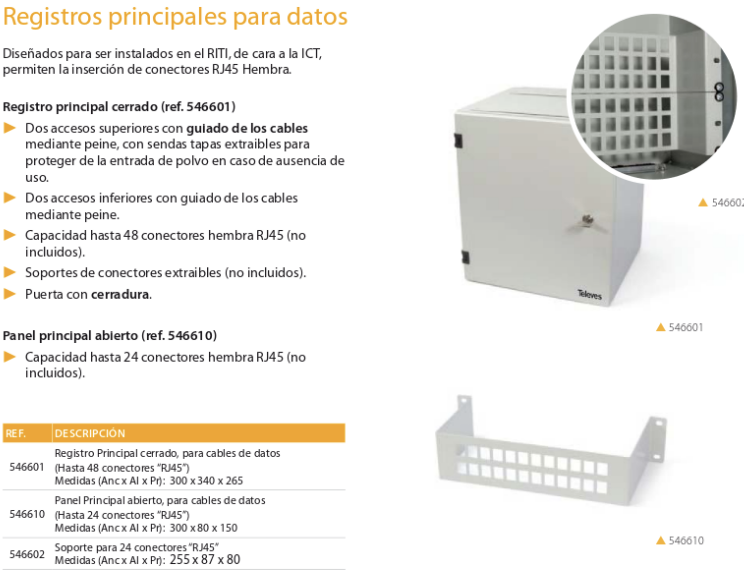 Registros principales para datos
Diseñados para ser instalados en el RITI, de cara a la ICT,
permiten la inserción de conectores RJ45 Hembra.
Registro principal cerrado (ref. 546601)
Dos accesos superiores con guiado de los cables
mediante peine, con sendas tapas extraibles para
proteger de la entrada de polvo en caso de ausencia de
uso.
Dos accesos inferiores con guiado de los cables
mediante peine.
Capacidad hasta 48 conectores hembra RJ45 (no
incluidos).
Soportes de conectores extraibles (no incluidos).
Puerta con cerradura.
Panel principal abierto (ref. 546610)
Capacidad hasta 24 conectores hembra RJ45 (no
incluidos).
REF. DESCRIPCIÓN
546601 Registro Principal cerrado, para cables de datos
(Hasta 48 conectores "RJ45")
Medidas (Anc x Al x Pr): 300 x 340 x 265
546610 Panel Principal abierto, para cables de datos
(Hasta 24 conectores "RJ45")
Medidas (Anc x Al x Pr): 300 x 80 x 150
546602 Soporte para 24 conectores "RJ45"
Medidas (Anc x Al x Pr): 255 x 87 x 80
546602
Televes
546601
546610